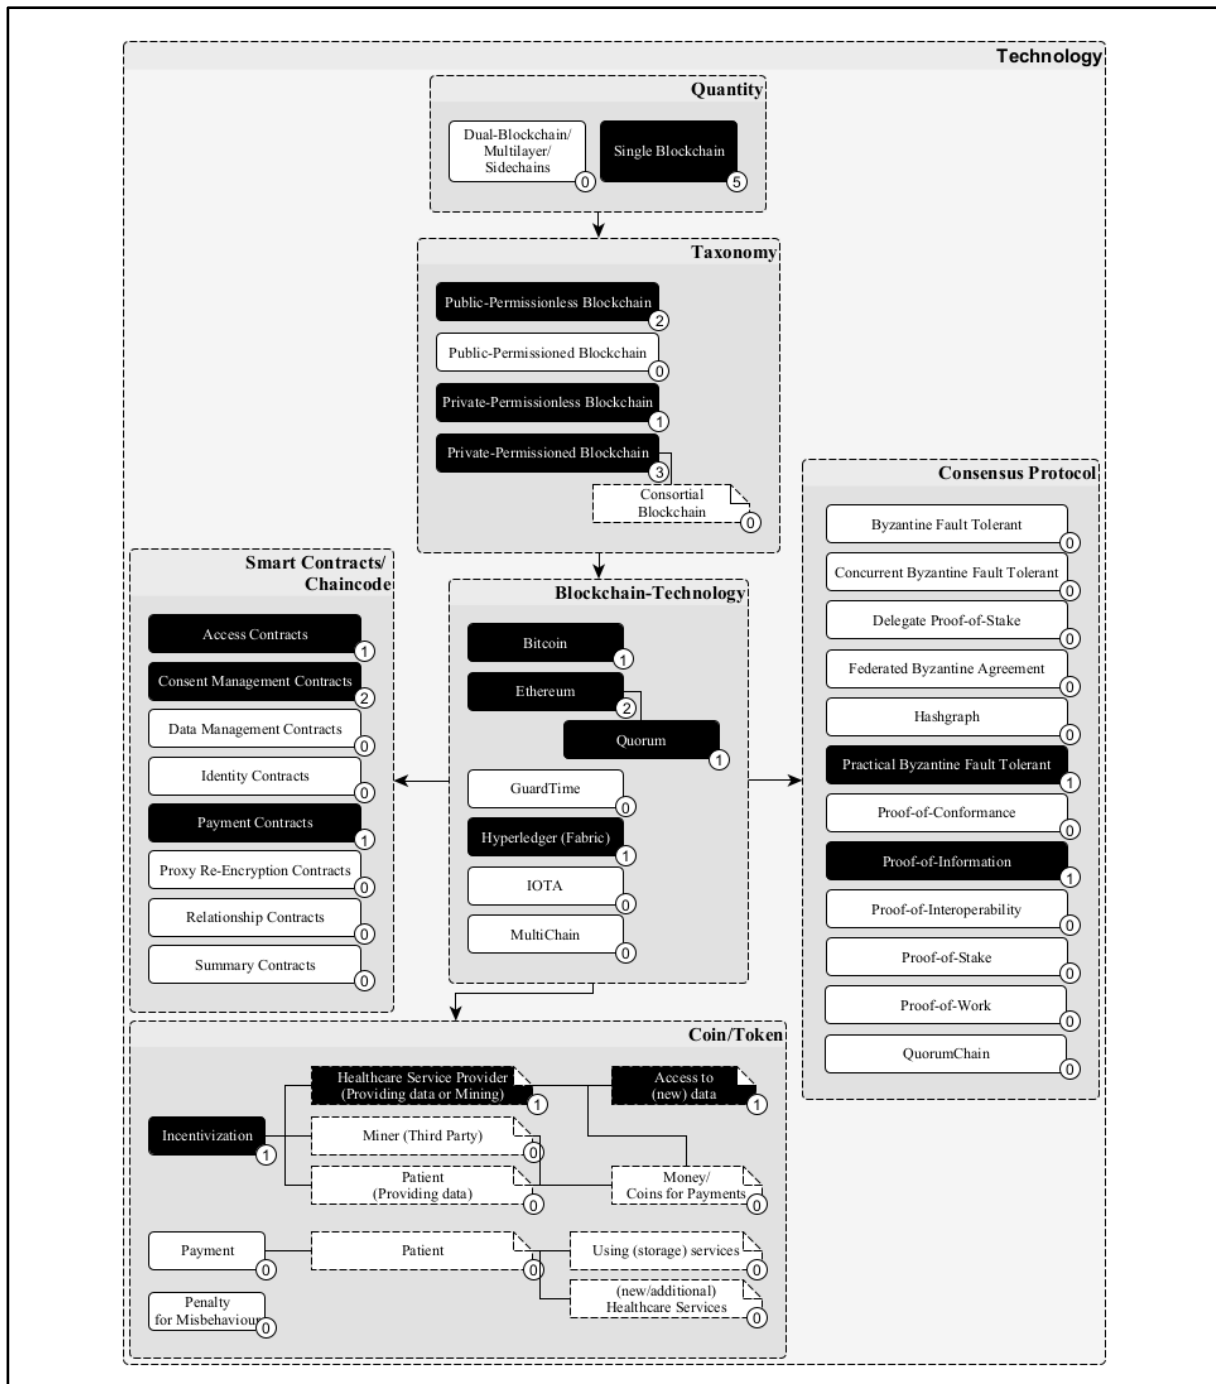 Technology
Quantity
Dual-Blockchain/
Multilayer/
Sidechains
0
Single Blockchain
5
Taxonomy
Public-Permissionless Blockchain
2
Public-Permissioned Blockchain
0
Private-Permissionless Blockchain
1
Private-Permissioned Blockchain
3
Consortial
Blockchain
0
Smart Contracts/
Chaincode
Access Contracts
1
Consent Management Contracts
2
Data Management Contracts
0
Identity Contracts
0
Payment Contracts
1
Proxy Re-Encryption Contracts
0
Relationship Contracts
0
Summary Contracts
0
Blockchain-Technology
Bitcoin
1
Ethereum
2
Quorum
1
GuardTime
0
Hyperledger (Fabric)
1
IOTA
0
MultiChain
0
Consensus Protocol
Byzantine Fault Tolerant
0
Concurrent Byzantine Fault Tolerant
0
Delegate Proof-of-Stake
0
Federated Byzantine Agreement
0
Hashgraph
0
Practical Byzantine Fault Tolerant
1
Proof-of-Conformance
0
Proof-of-Information
1
Proof-of-Interoperability
0
Proof-of-Stake
0
Proof-of-Work
0
QuorumChain
0
Coin/Token
Incentivization
1
Healthcare Service Provider
(Providing data or Mining)
1
Access to
(new) data
1
Miner (Third Party)
0
Patient
(Providing data)
0
Money/
Coins for Payments
0
Payment
0
Patient
0
Using (storage) services
0
(new/additional)
Healthcare Services
0
Penalty
for Misbehaviour
0